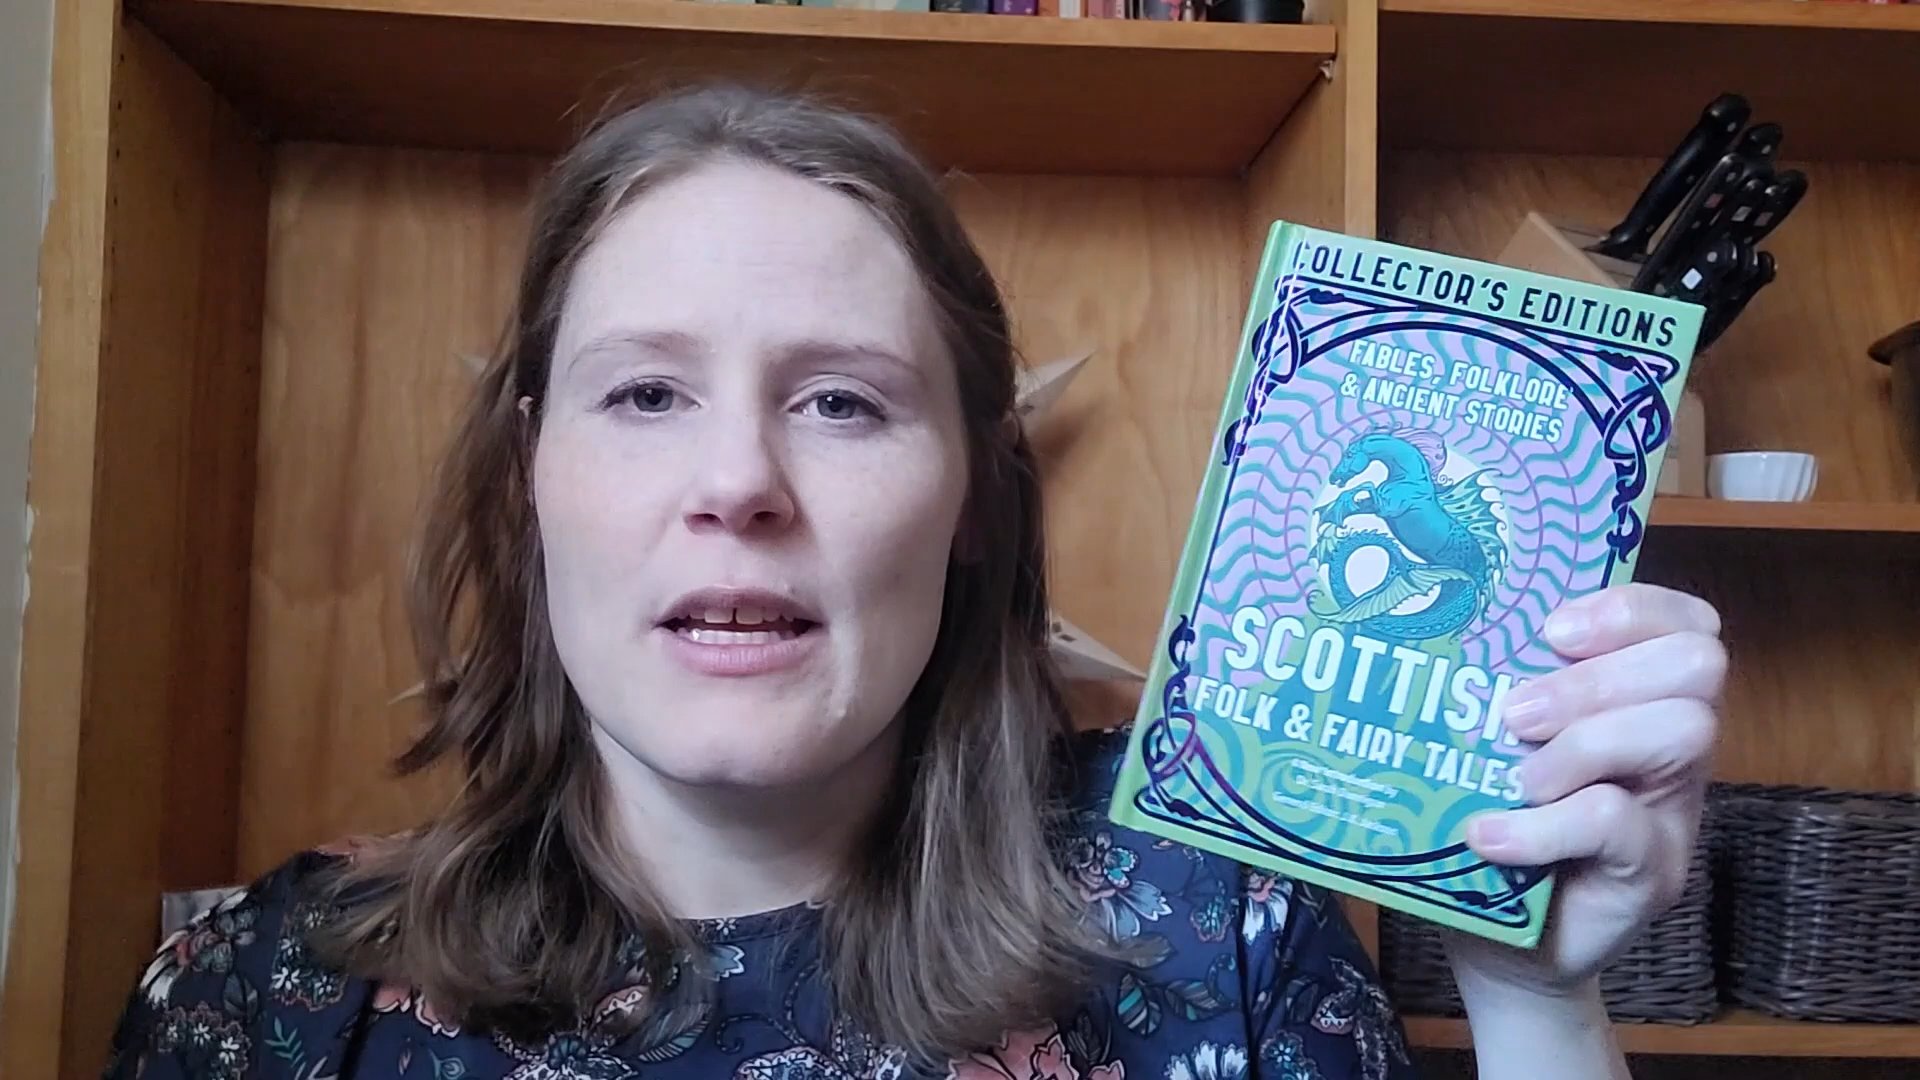 COLLECTOR'S EDITIONS
FABLES, FOLKLORE
& ANCIENT STORIES
SCOTTISH
FOLK & FAIRY TALES